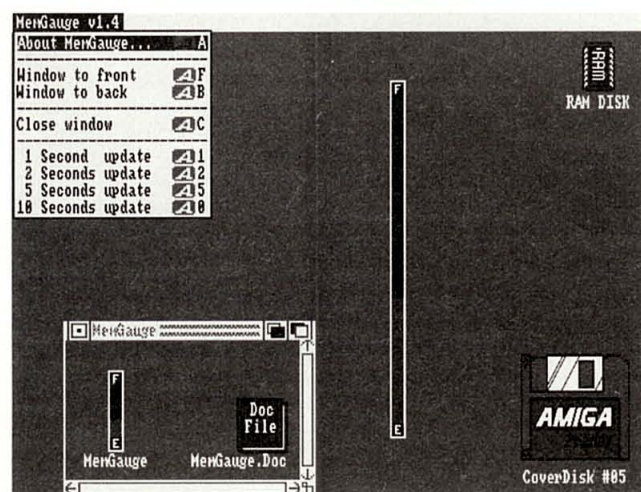 MemGauge v1.4
About MemGauge... A
Window to front A F
Window to back A B
Close window A C
1 Second update A 1
2 Seconds update A 2
5 Seconds update A 5
10 Seconds update A 0
F
E
RAM
RAM DISK
MemGauge
F
E
Doc
File
MemGauge
MemGauge.Doc
AMIGA
CoverDisk #05